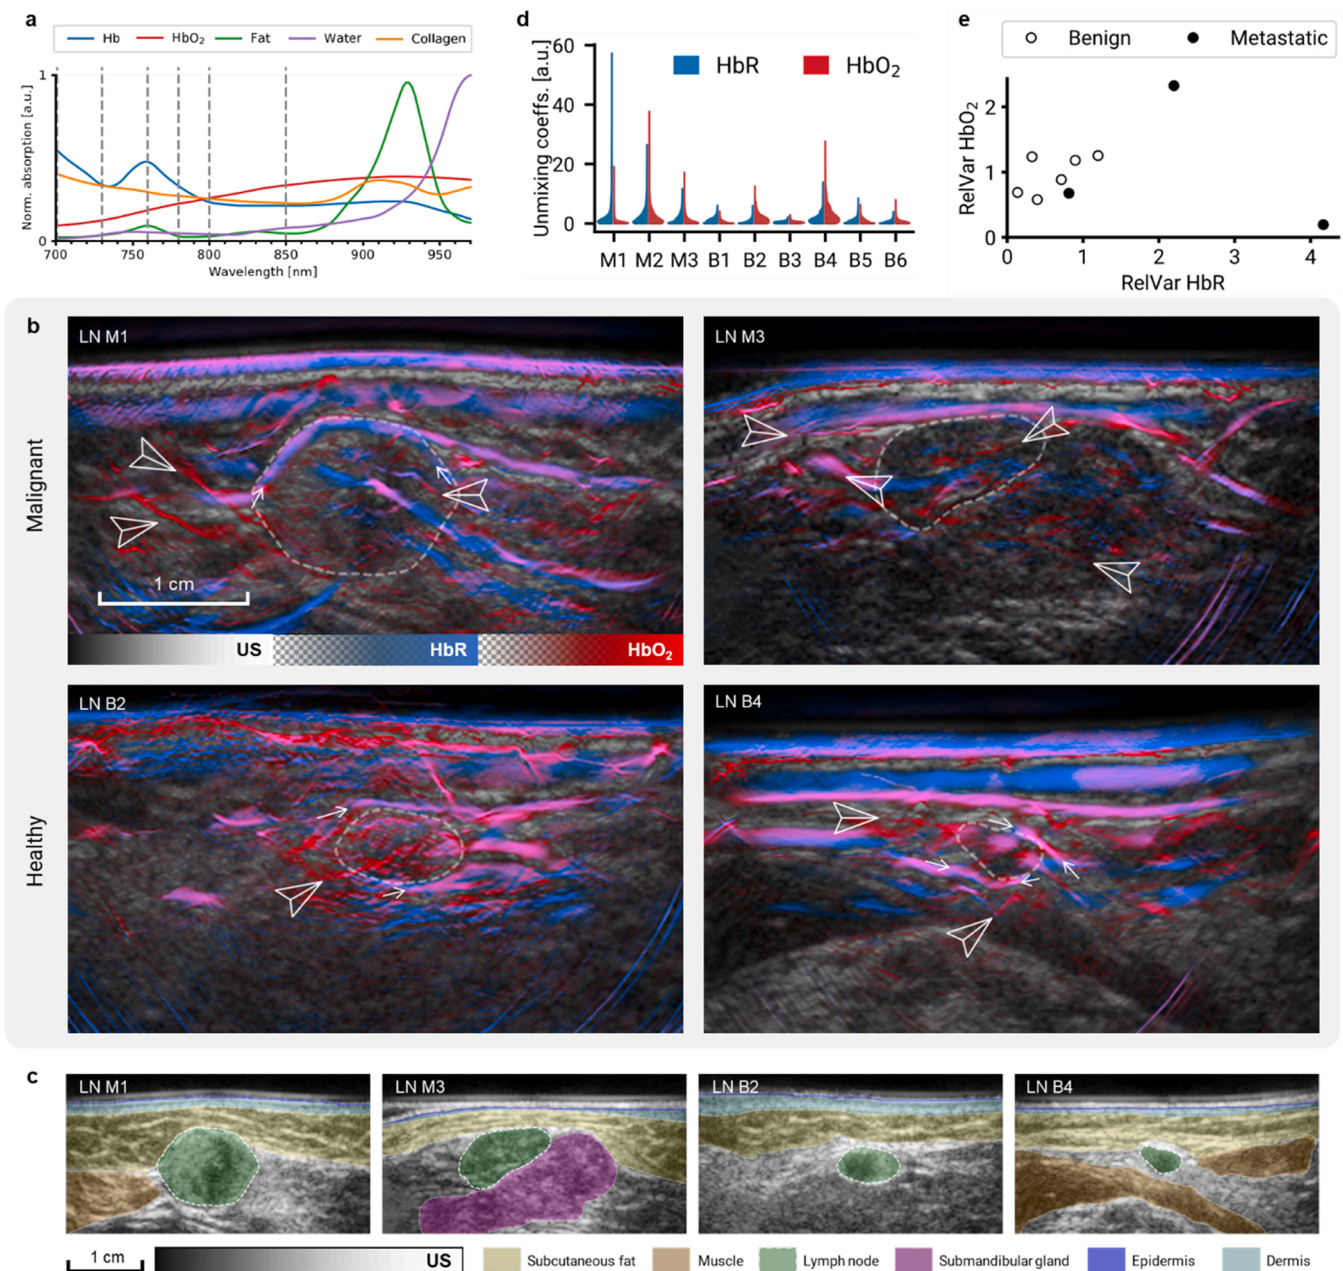 a
Hb HbO₂ Fat Water Collagen
Norm. absorption [a.u.]
1
0
700 750 800 850 900 950
Wavelength [nm]
d
Unmixing coeffs. [a.u.]
60
40
20
0
HbR HbO₂
M1 M2 M3 B1 B2 B3 B4 B5 B6
e
Benign Metastatic
RelVar HbO₂
2
1
0
0 1 2 3 4
RelVar HbR
b
Malignant
LN M1
1 cm
US HbR HbO₂
LN M3
Healthy
LN B2
LN B4
c
LN M1
LN M3
LN B2
LN B4
1 cm
US
Subcutaneous fat Muscle Lymph node Submandibular gland Epidermis Dermis